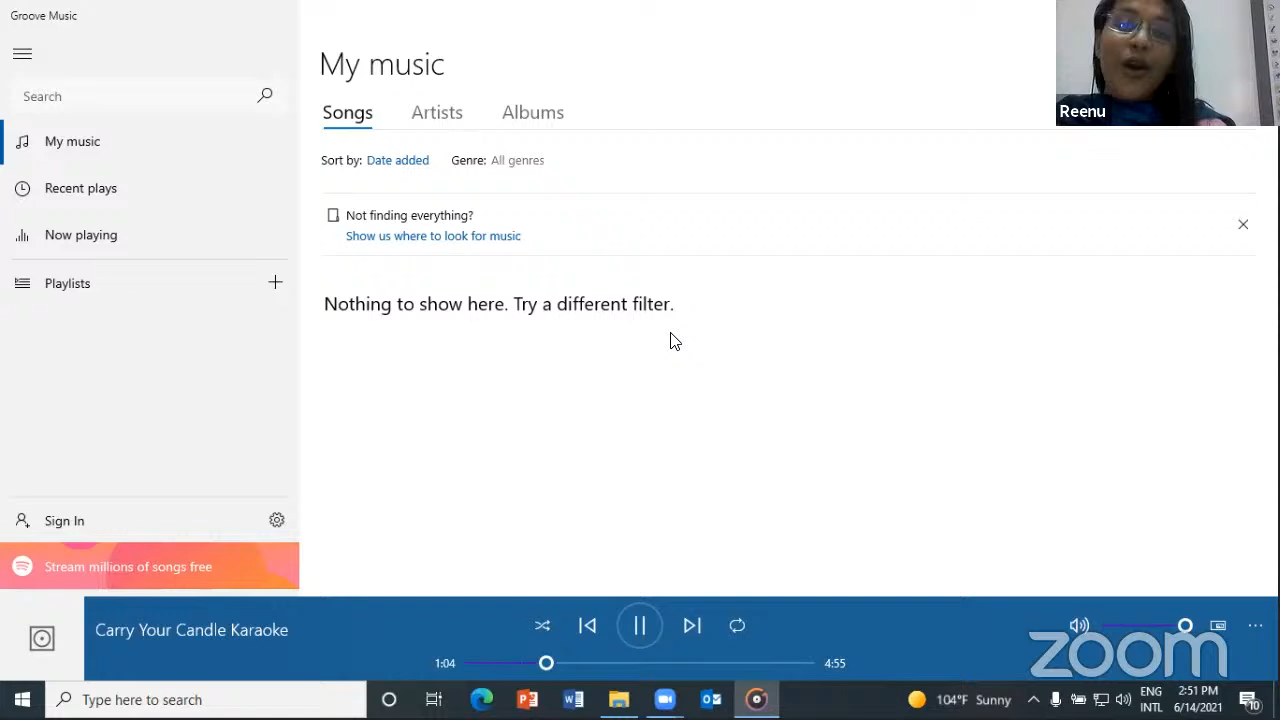 Groove Music
Search
My music
Recent plays
Now playing
Playlists
Sign In
Stream millions of songs free
My music
Songs Artists Albums
Sort by: Date added Genre: All genres
Not finding everything?
Show us where to look for music
Nothing to show here. Try a different filter.
Reenu
Carry Your Candle Karaoke
1:04 4:55
zoom
Type here to search
104°F Sunny
ENG
INTL
2:51 PM
6/14/2021
10